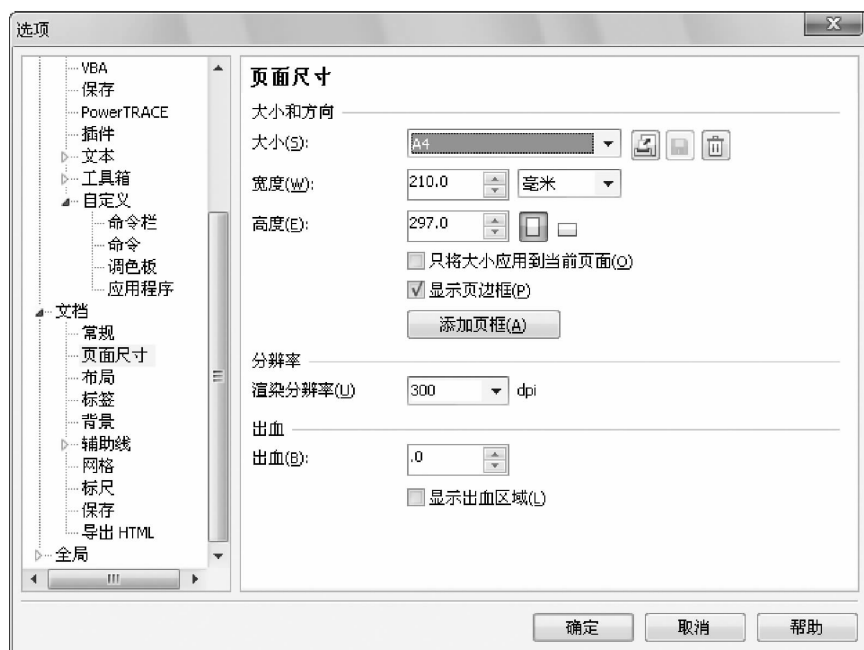 选项
VBA
保存
PowerTRACE
插件
文本
工具箱
自定义
命令栏
命令
调色板
应用程序
文档
常规
页面尺寸
布局
标签
背景
辅助线
网格
标尺
保存
导出 HTML
全局
页面尺寸
大小和方向
大小(S): A4
宽度(W): 210.0 毫米
高度(E): 297.0
只将大小应用到当前页面(O)
显示页边框(P)
添加页框(A)
分辨率
渲染分辨率(U) 300 dpi
出血
出血(B): .0
显示出血区域(L)
确定 取消 帮助